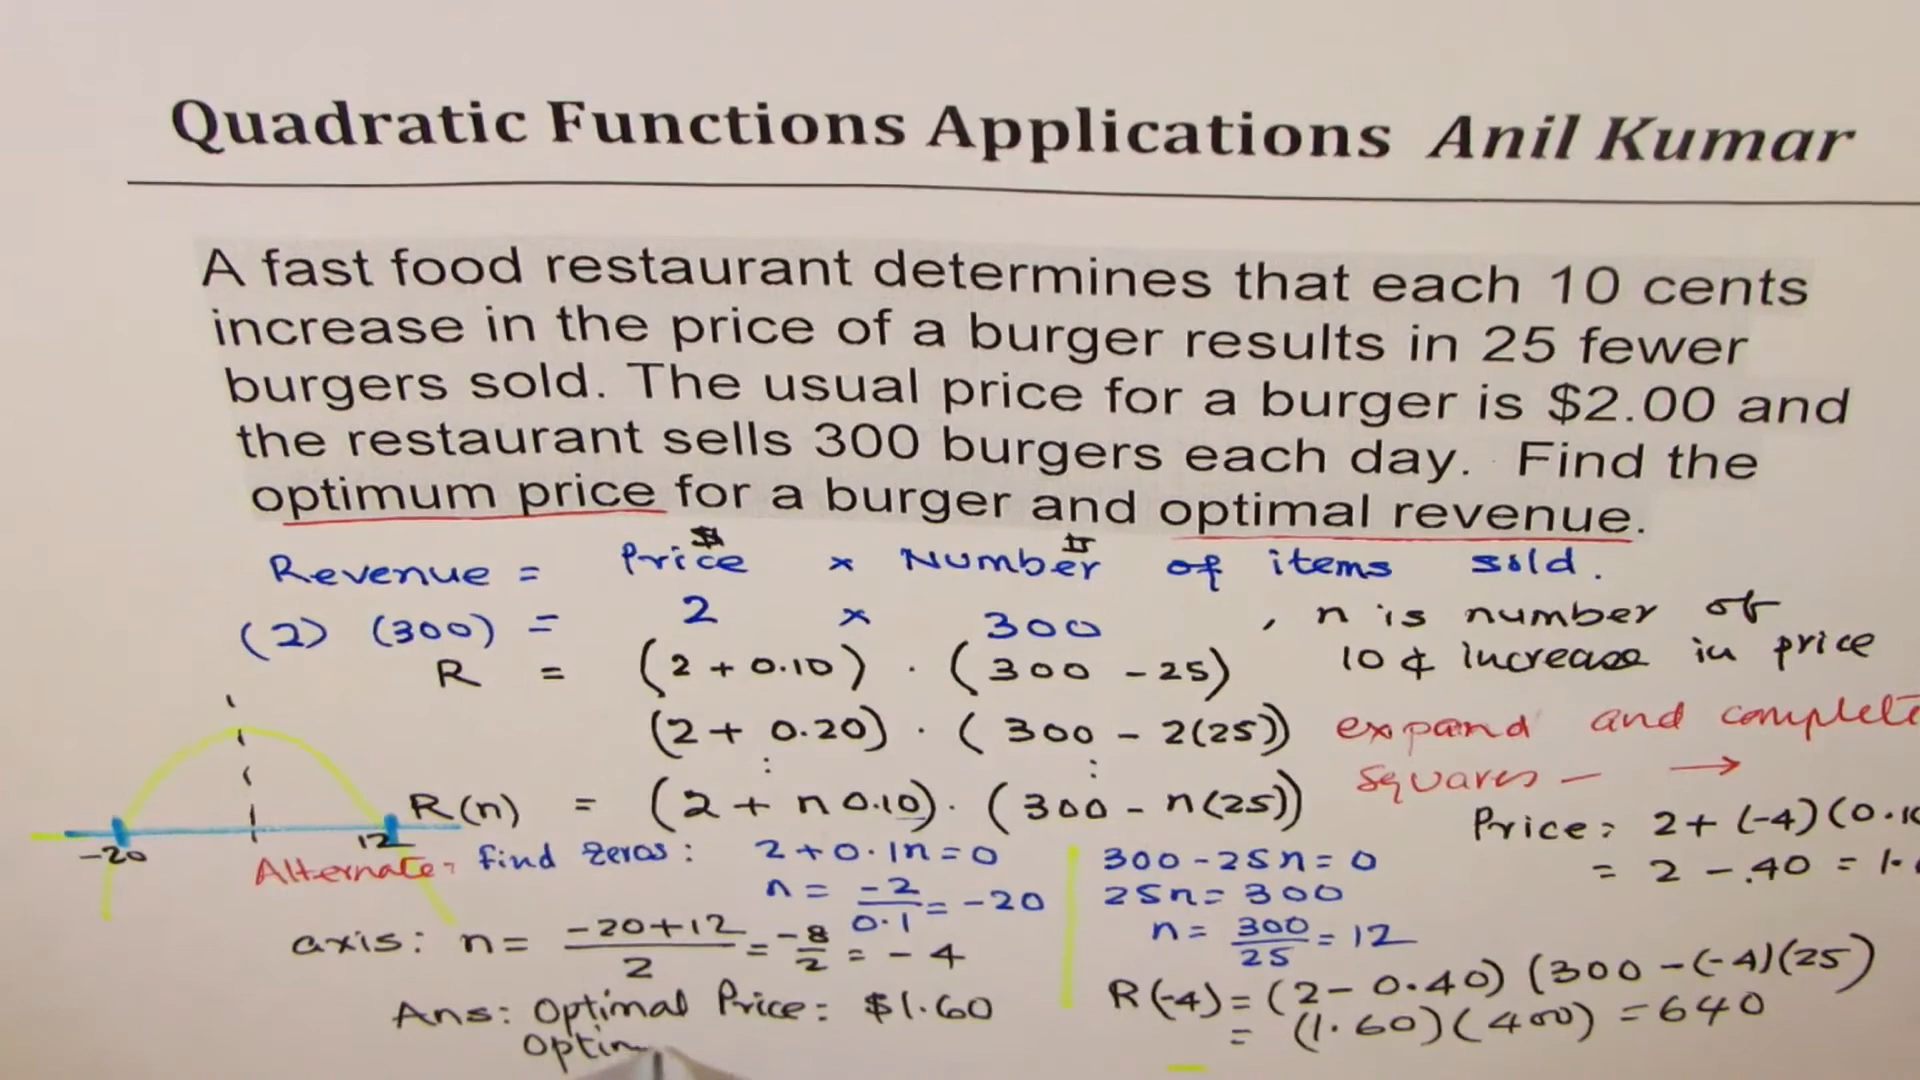 Quadratic Functions Applications Anil Kumar
A fast food restaurant determines that each 10 cents
increase in the price of a burger results in 25 fewer
burgers sold. The usual price for a burger is $2.00 and
the restaurant sells 300 burgers each day. Find the
optimum price for a burger and optimal revenue.
Revenue = Price × Number of items sold.
(2) (300) = 2 × 300 , n is number of
10 ¢ increase in price
R = (2 + 0.10) · (300 - 25)
(2 + 0.20) · (300 - 2(25)) expand and complete
squares — →
R(n) = (2 + n 0.10) · (300 - n(25))
Price = 2 + (-4)(0.10
= 2 - .40 = 1.
-20 12
Alternate, find zeros: 2 + 0.1n = 0
n = -2/0.1 = -20
300 - 25n = 0
25n = 300
n = 300/25 = 12
axis: n = -20+12/2 = -8/2 = -4
R(-4) = (2 - 0.40) (300 - (-4)(25)
= (1.60)(400) = 640
Ans: Optimal Price: $1.60
Optim